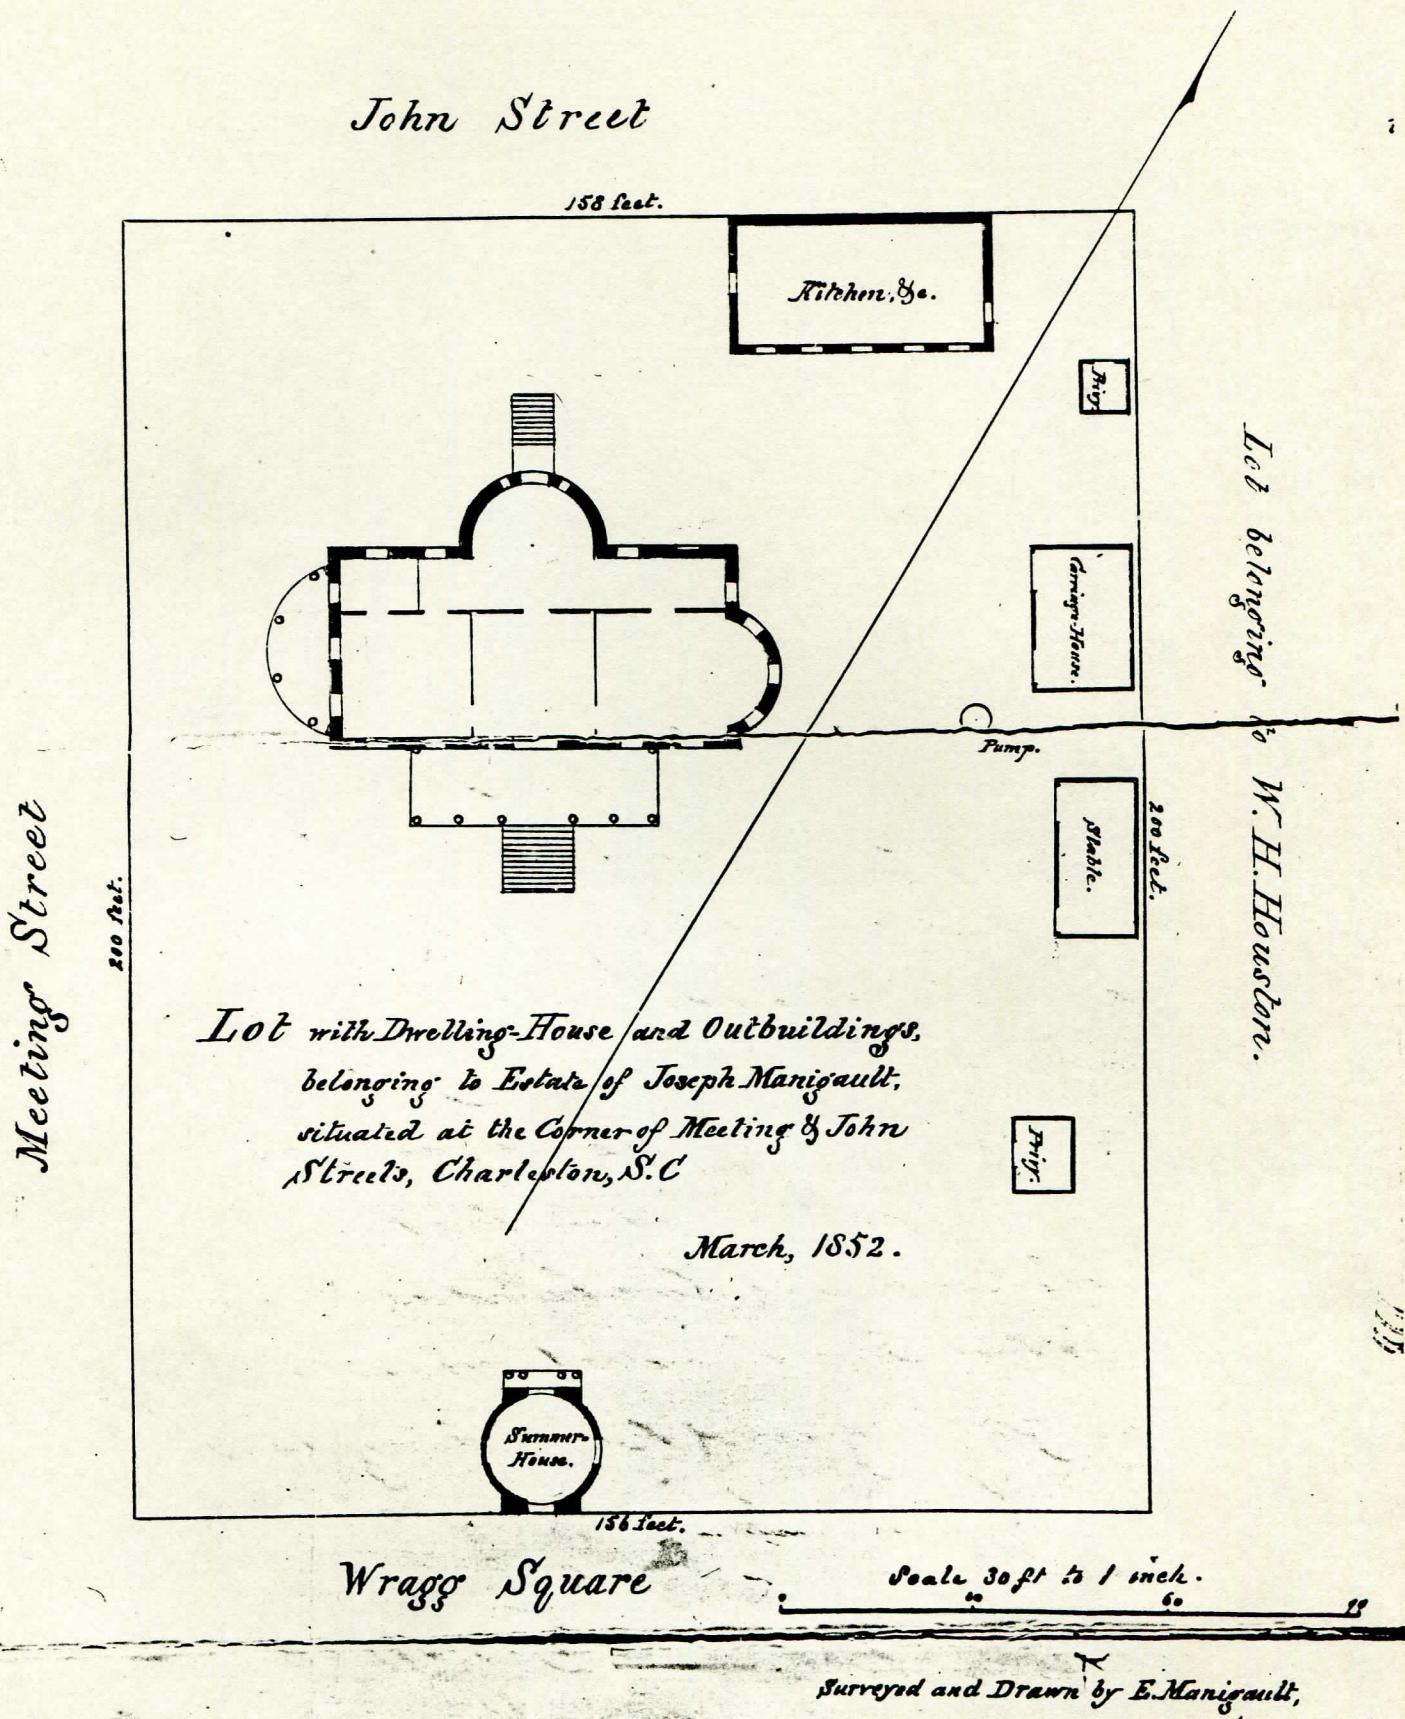 John Street
158 feet.
Kitchen, &c.
Privy.
Carriage-House.
Lot belonging to W. H. Houston.
Pump.
Stable.
200 feet.
Meeting Street
200 feet.
Lot with Dwelling-House and Outbuildings,
belonging to Estate of Joseph Manigault,
situated at the Corner of Meeting & John
Streets, Charleston, S.C
March, 1852.
Privy.
Summer-
House.
156 feet.
Wragg Square
Scale 30 ft to 1 inch.
60
Surveyed and Drawn by E. Manigault,